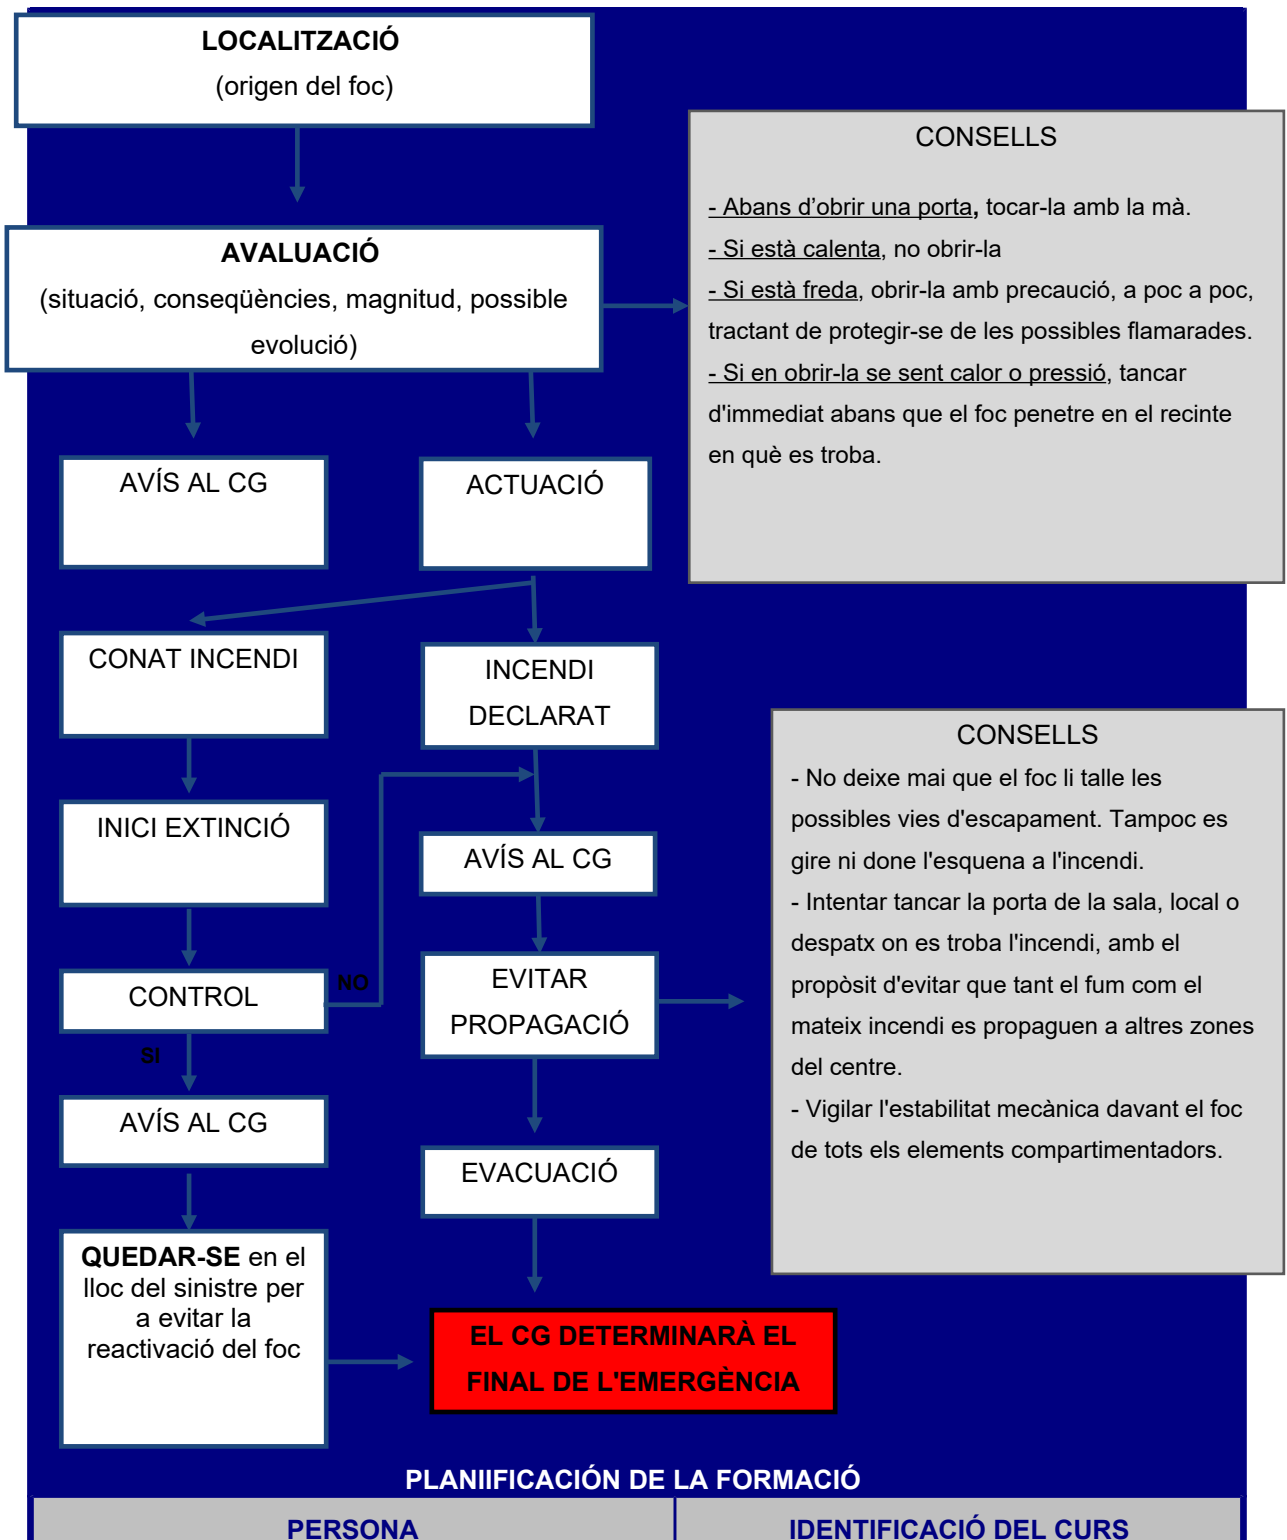 LOCALITZACIÓ
(origen del foc)
CONSELLS
- Abans d’obrir una porta, tocar-la amb la mà.
- Si està calenta, no obrir-la
- Si està freda, obrir-la amb precaució, a poc a poc,
tractant de protegir-se de les possibles flamarades.
- Si en obrir-la se sent calor o pressió, tancar
d'immediat abans que el foc penetre en el recinte
en què es troba.
AVALUACIÓ
(situació, conseqüències, magnitud, possible
evolució)
AVÍS AL CG
ACTUACIÓ
CONAT INCENDI
INCENDI
DECLARAT
INICI EXTINCIÓ
AVÍS AL CG
CONSELLS
- No deixe mai que el foc li talle les
possibles vies d'escapament. Tampoc es
gire ni done l'esquena a l'incendi.
- Intentar tancar la porta de la sala, local o
despatx on es troba l'incendi, amb el
propòsit d'evitar que tant el fum com el
mateix incendi es propaguen a altres zones
del centre.
- Vigilar l'estabilitat mecànica davant el foc
de tots els elements compartimentadors.
CONTROL
NO
EVITAR
PROPAGACIÓ
SI
AVÍS AL CG
EVACUACIÓ
QUEDAR-SE en el
lloc del sinistre per
a evitar la
reactivació del foc
EL CG DETERMINARÀ EL
FINAL DE L'EMERGÈNCIA
PLANIIFICACIÓN DE LA FORMACIÓ
PERSONA
IDENTIFICACIÓ DEL CURS